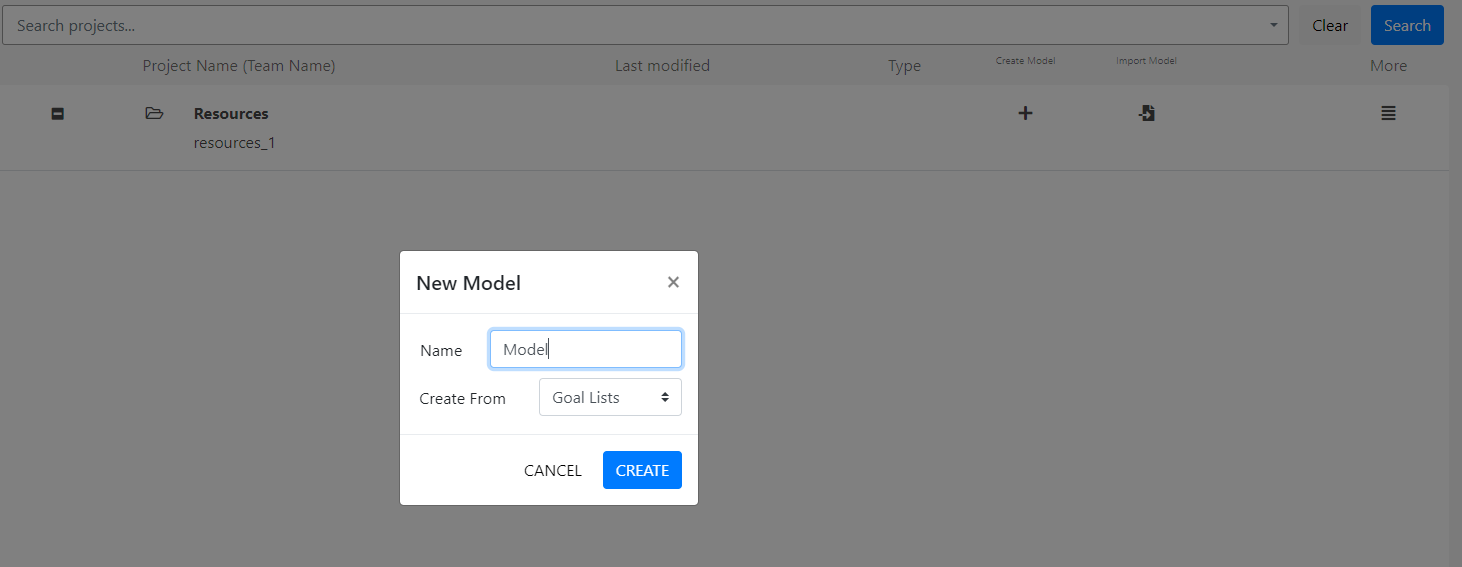 Search projects...
Clear
Search
Project Name (Team Name)
Last modified
Type
Create Model
Import Model
More
Resources
resources_1
New Model
×
Name
Model
Create From
Goal Lists
CANCEL
CREATE